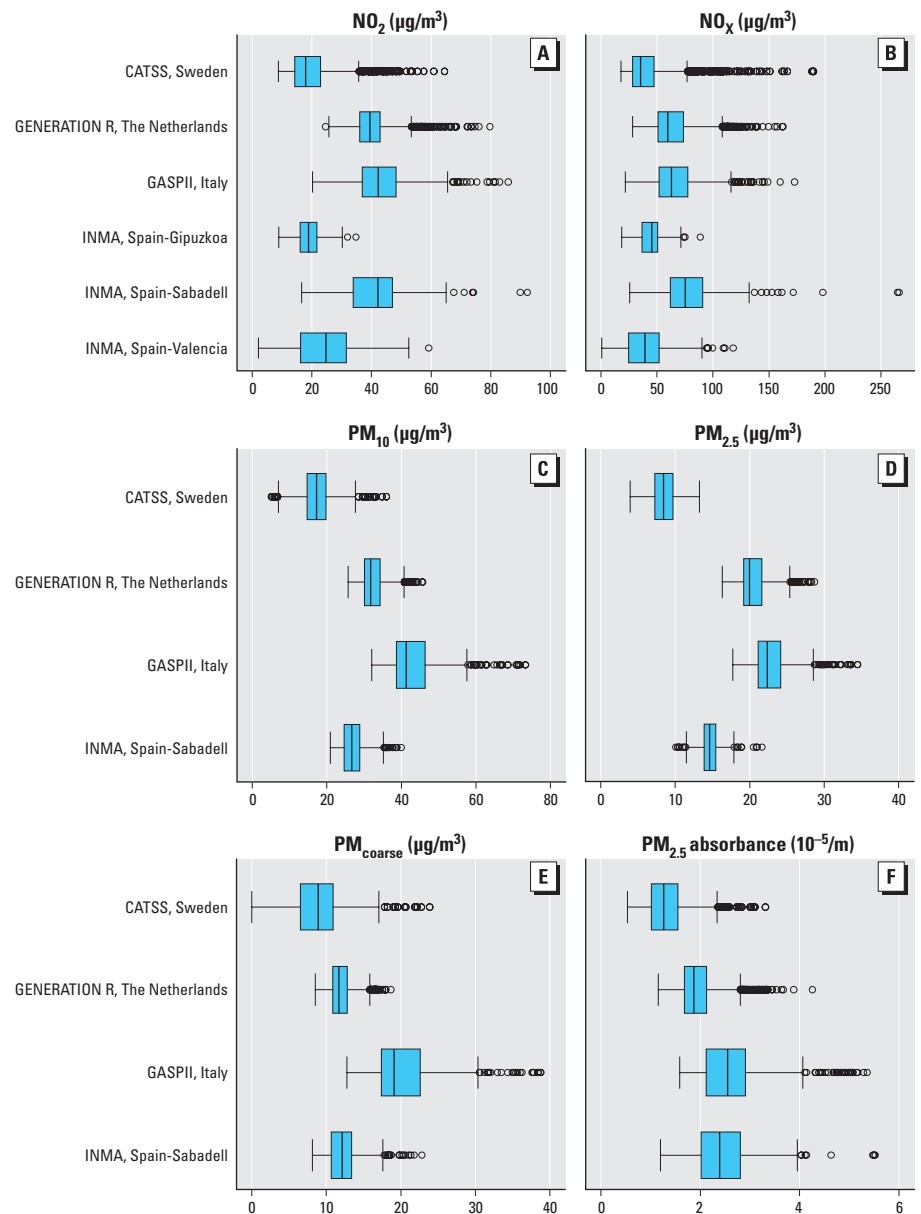 NO₂ (µg/m³)
A
CATSS, Sweden
GENERATION R, The Netherlands
GASPII, Italy
INMA, Spain-Gipuzkoa
INMA, Spain-Sabadell
INMA, Spain-Valencia
0 20 40 60 80 100
NOₓ (µg/m³)
B
0 50 100 150 200 250
PM₁₀ (µg/m³)
C
CATSS, Sweden
GENERATION R, The Netherlands
GASPII, Italy
INMA, Spain-Sabadell
0 20 40 60 80
PM₂.₅ (µg/m³)
D
0 10 20 30 40
PMcoarse (µg/m³)
E
CATSS, Sweden
GENERATION R, The Netherlands
GASPII, Italy
INMA, Spain-Sabadell
0 10 20 30 40
PM₂.₅ absorbance (10⁻⁵/m)
F
0 2 4 6